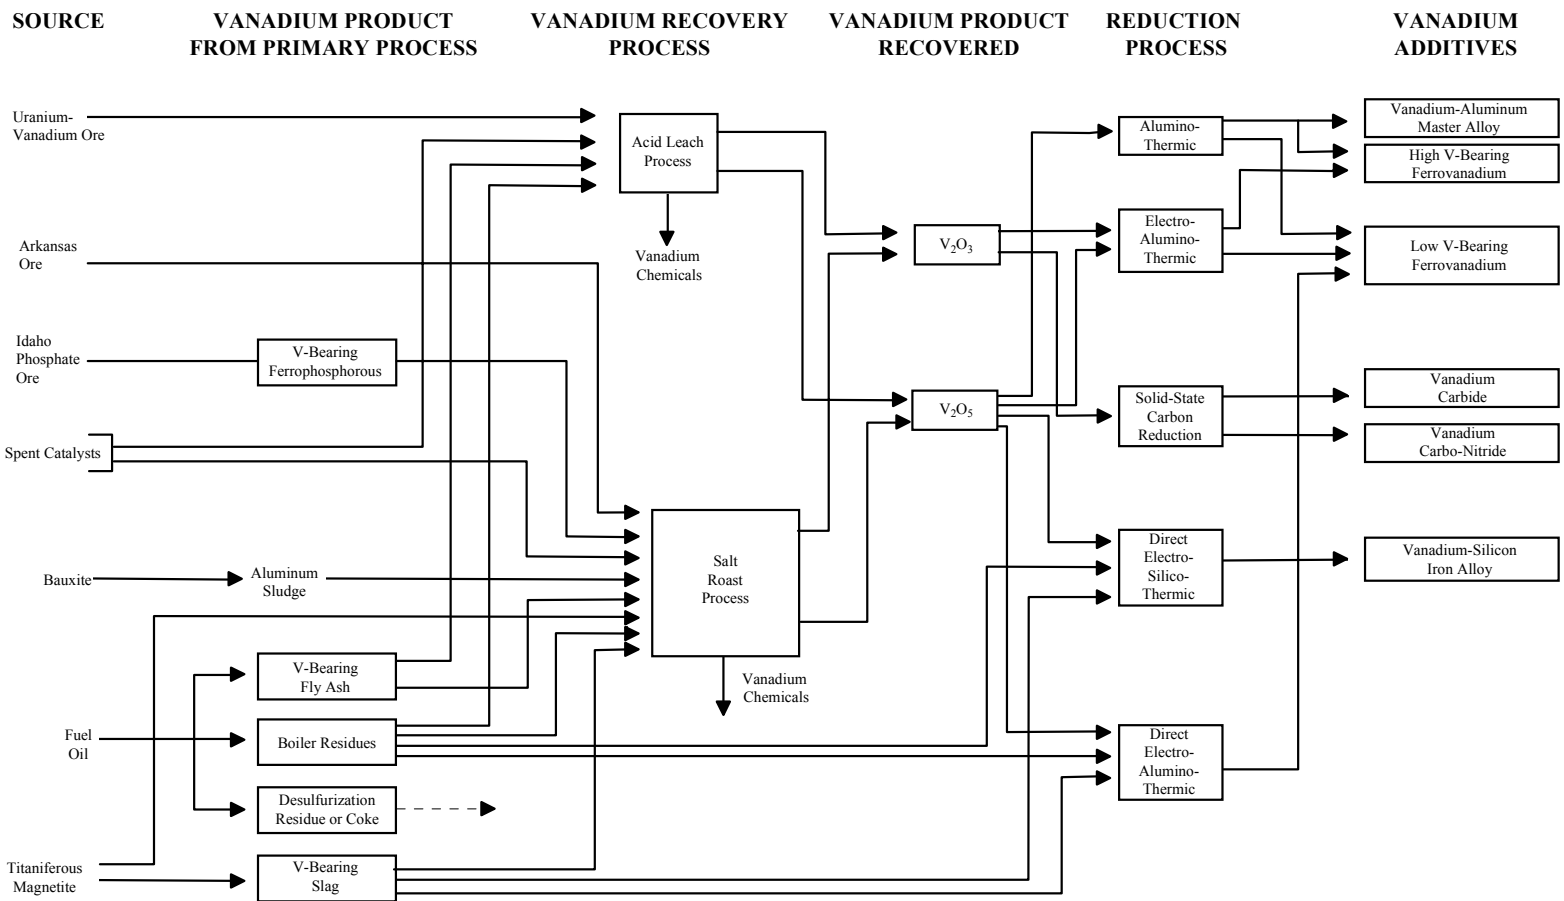 SOURCE
VANADIUM PRODUCT
FROM PRIMARY PROCESS
VANADIUM RECOVERY
PROCESS
VANADIUM PRODUCT
RECOVERED
REDUCTION
PROCESS
VANADIUM
ADDITIVES
Uranium-
Vanadium Ore
Arkansas
Ore
Idaho
Phosphate
Ore
Spent Catalysts
Bauxite
Fuel
Oil
Titaniferous
Magnetite
V-Bearing
Ferrophosphorous
Aluminum
Sludge
V-Bearing
Fly Ash
Boiler Residues
Desulfurization
Residue or Coke
V-Bearing
Slag
Acid Leach
Process
Vanadium
Chemicals
Salt
Roast
Process
Vanadium
Chemicals
V₂O₃
V₂O₅
Alumino-
Thermic
Electro-
Alumino-
Thermic
Solid-State
Carbon
Reduction
Direct
Electro-
Silico-
Thermic
Direct
Electro-
Alumino-
Thermic
Vanadium-Aluminum
Master Alloy
High V-Bearing
Ferrovanadium
Low V-Bearing
Ferrovanadium
Vanadium
Carbide
Vanadium
Carbo-Nitride
Vanadium-Silicon
Iron Alloy